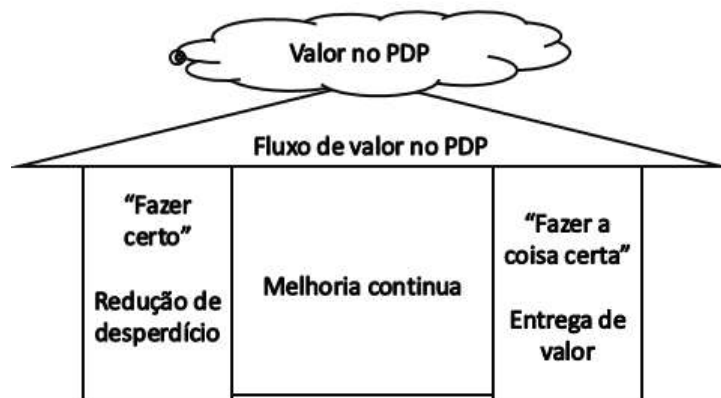 Valor no PDP
Fluxo de valor no PDP
“Fazer
certo”
Redução de
desperdício
Melhoria continua
“Fazer a
coisa certa”
Entrega de
valor